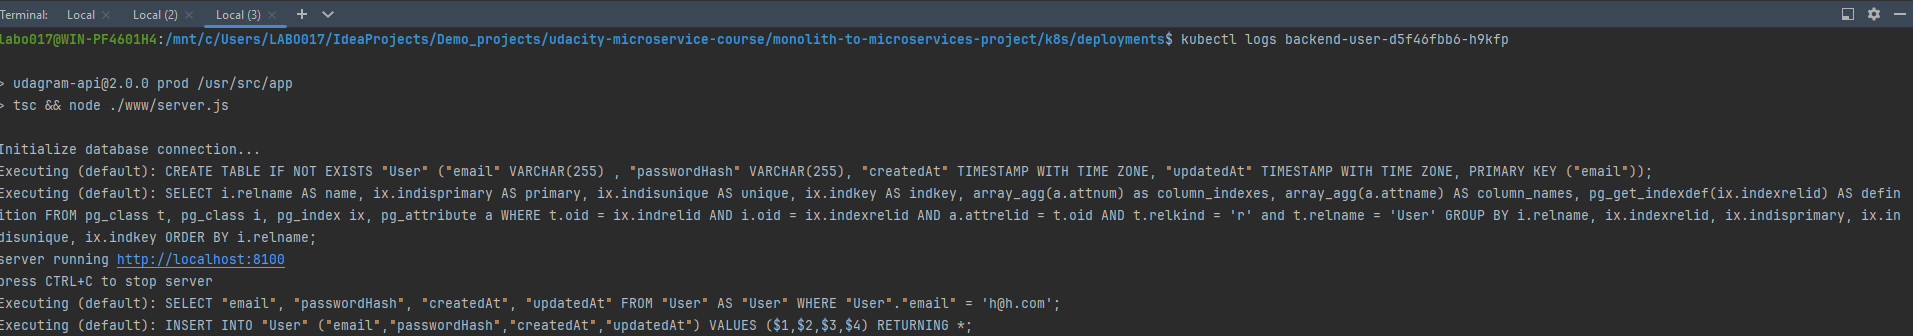 Terminal: Local × Local (2) × Local (3) × +
labo017@WIN-PF4601H4:/mnt/c/Users/LABO017/IdeaProjects/Demo_projects/udacity-microservice-course/monolith-to-microservices-project/k8s/deployments$ kubectl logs backend-user-d5f46fbb6-h9kfp
> udagram-api@2.0.0 prod /usr/src/app
> tsc && node ./www/server.js
Initialize database connection...
Executing (default): CREATE TABLE IF NOT EXISTS "User" ("email" VARCHAR(255) , "passwordHash" VARCHAR(255), "createdAt" TIMESTAMP WITH TIME ZONE, "updatedAt" TIMESTAMP WITH TIME ZONE, PRIMARY KEY ("email"));
Executing (default): SELECT i.relname AS name, ix.indisprimary AS primary, ix.indisunique AS unique, ix.indkey AS indkey, array_agg(a.attnum) as column_indexes, array_agg(a.attname) AS column_names, pg_get_indexdef(ix.indexrelid) AS defin
ition FROM pg_class t, pg_class i, pg_index ix, pg_attribute a WHERE t.oid = ix.indrelid AND i.oid = ix.indexrelid AND a.attrelid = t.oid AND t.relkind = 'r' and t.relname = 'User' GROUP BY i.relname, ix.indexrelid, ix.indisprimary, ix.in
disunique, ix.indkey ORDER BY i.relname;
server running http://localhost:8100
press CTRL+C to stop server
Executing (default): SELECT "email", "passwordHash", "createdAt", "updatedAt" FROM "User" AS "User" WHERE "User"."email" = 'h@h.com';
Executing (default): INSERT INTO "User" ("email","passwordHash","createdAt","updatedAt") VALUES ($1,$2,$3,$4) RETURNING *;